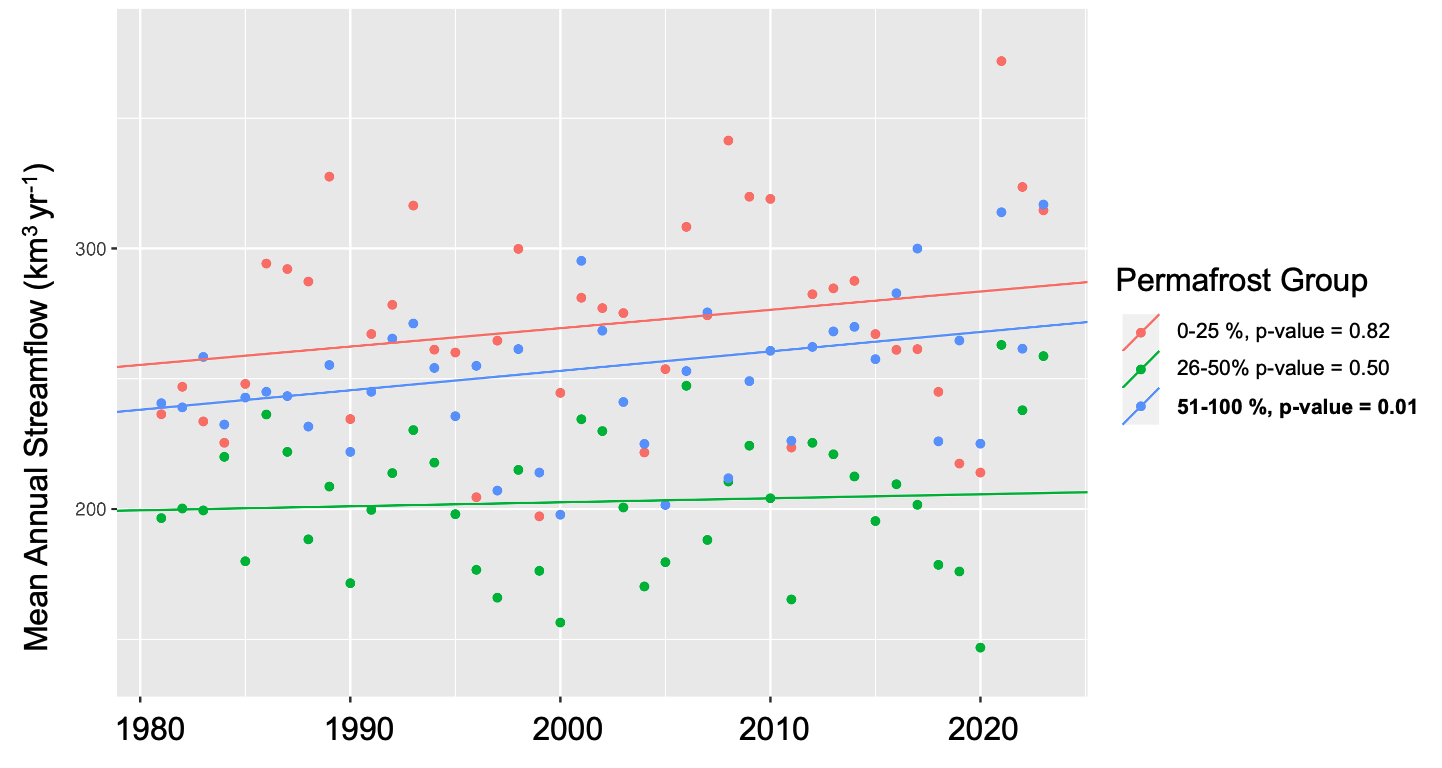 Mean Annual Streamflow (km³ yr⁻¹)
300
200
1980 1990 2000 2010 2020
Permafrost Group
0-25 %, p-value = 0.82
26-50% p-value = 0.50
51-100 %, p-value = 0.01